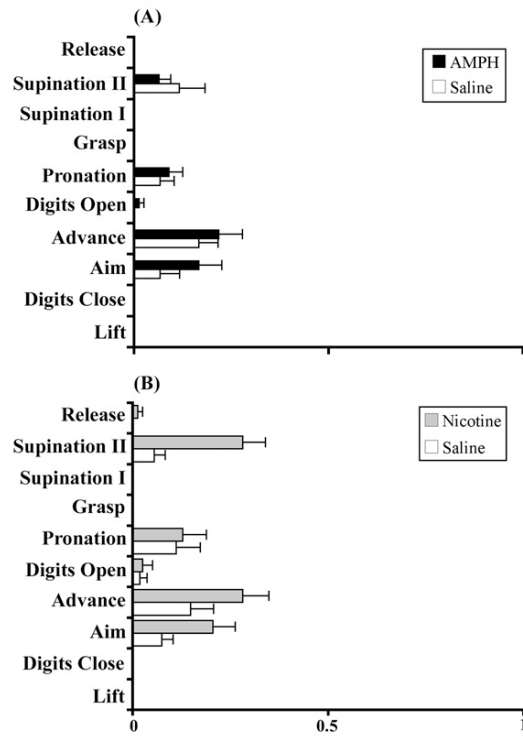 (A)
Release
AMPH
Supination II
Saline
Supination I
Grasp
Pronation
Digits Open
Advance
Aim
Digits Close
Lift
(B)
Release
Nicotine
Supination II
Saline
Supination I
Grasp
Pronation
Digits Open
Advance
Aim
Digits Close
Lift
0 0.5 1